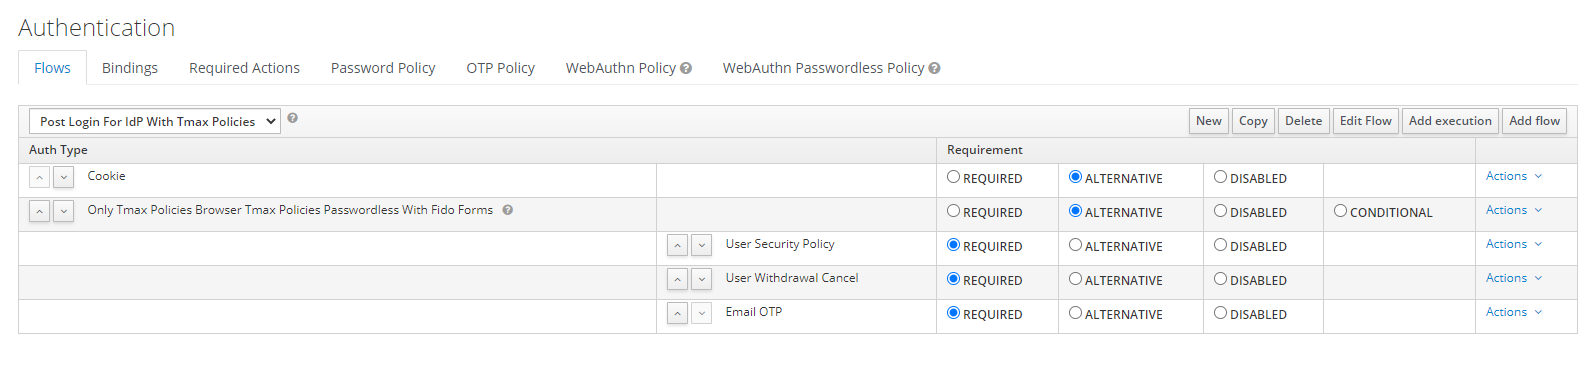 Authentication
Flows Bindings Required Actions Password Policy OTP Policy WebAuthn Policy ? WebAuthn Passwordless Policy ?
Post Login For IdP With Tmax Policies ? New Copy Delete Edit Flow Add execution Add flow
Auth Type Requirement
Cookie REQUIRED ALTERNATIVE DISABLED Actions
Only Tmax Policies Browser Tmax Policies Passwordless With Fido Forms ? REQUIRED ALTERNATIVE DISABLED CONDITIONAL Actions
User Security Policy REQUIRED ALTERNATIVE DISABLED Actions
User Withdrawal Cancel REQUIRED ALTERNATIVE DISABLED Actions
Email OTP REQUIRED ALTERNATIVE DISABLED Actions